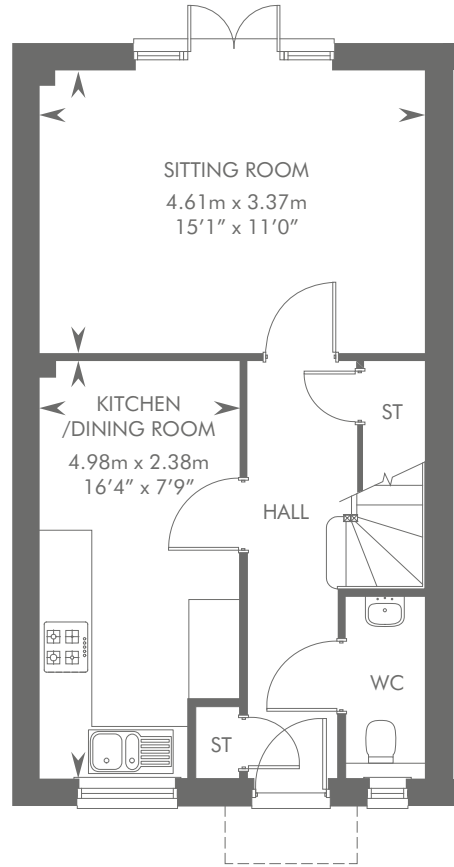 SITTING ROOM
4.61m x 3.37m
15’1” x 11’0”
KITCHEN
/DINING ROOM
4.98m x 2.38m
16’4” x 7’9”
ST
HALL
WC
ST